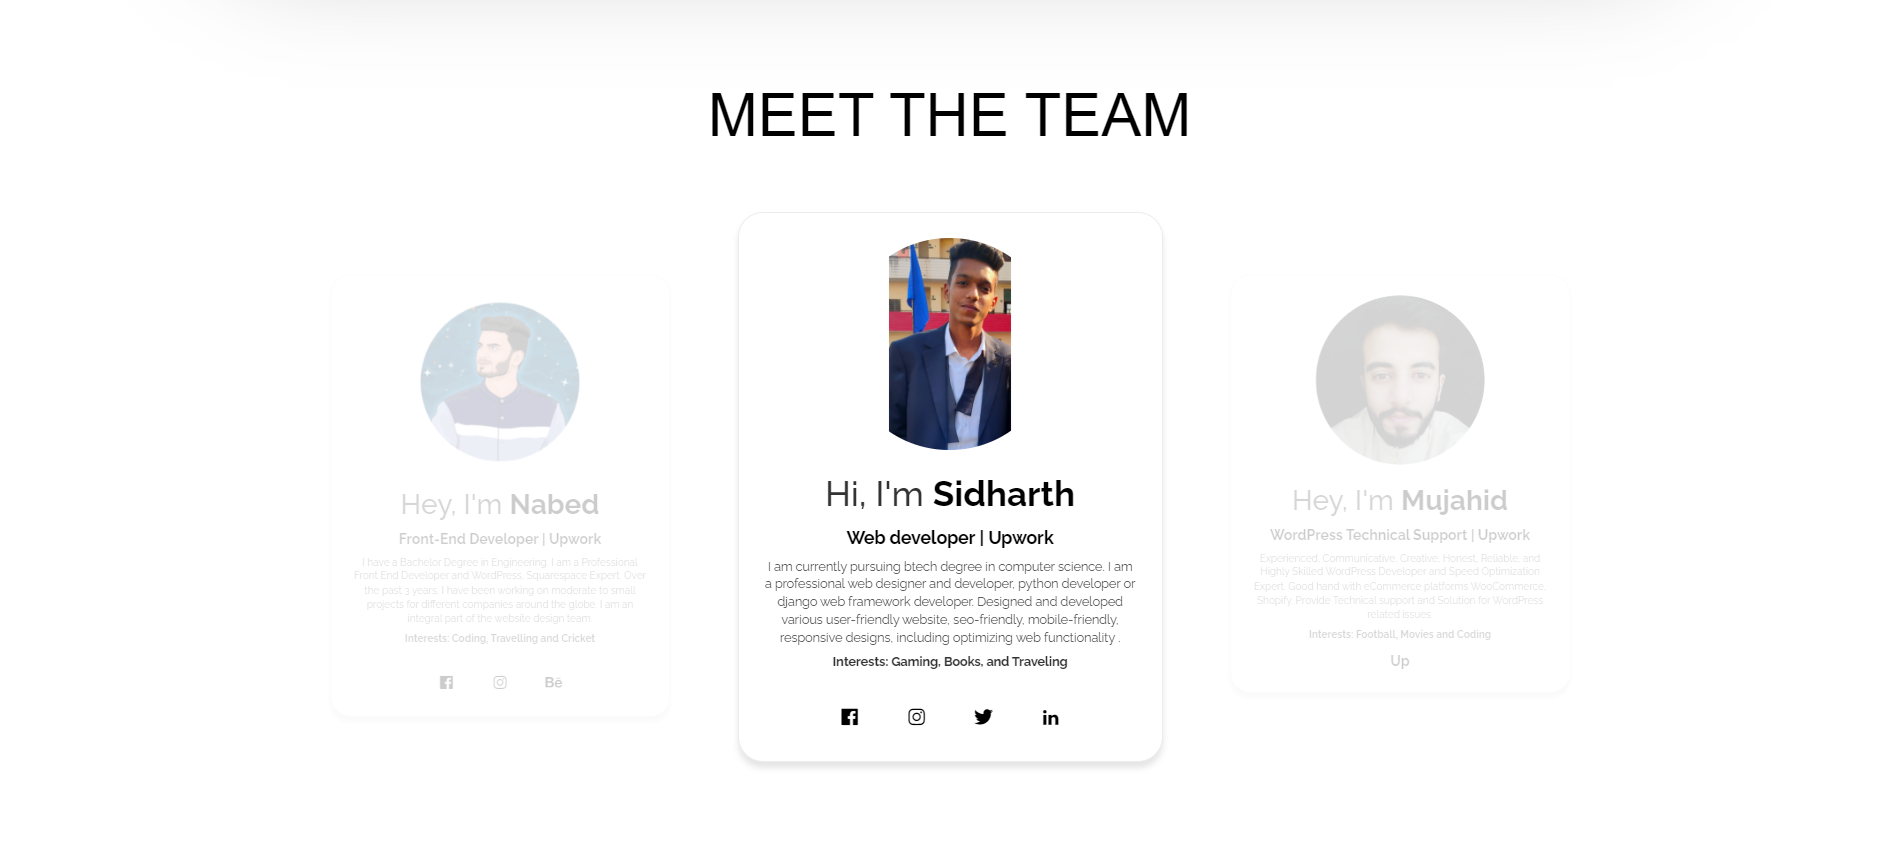 MEET THE TEAM
Hey, I'm Nabed
Front-End Developer | Upwork
I have a Bachelor Degree in Engineering. I am a Professional
Front End Developer and WordPress, Squarespace Expert. Over
the past 3 years, I have been working on moderate to small
projects for different companies around the globe. I am an
integral part of the website design team.
Interests: Coding, Travelling and Cricket
Bē
Hi, I'm Sidharth
Web developer | Upwork
I am currently pursuing btech degree in computer science. I am
a professional web designer and developer, python developer or
django web framework developer. Designed and developed
various user-friendly website, seo-friendly, mobile-friendly,
responsive designs, including optimizing web functionality .
Interests: Gaming, Books, and Traveling
in
Hey, I'm Mujahid
WordPress Technical Support | Upwork
Experienced, Communicative, Creative, Honest, Reliable, and
Highly Skilled WordPress Developer and Speed Optimization
Expert. Good hand with eCommerce platforms WooCommerce,
Shopify. Provide Technical support and Solution for WordPress
related issues.
Interests: Football, Movies and Coding
Up